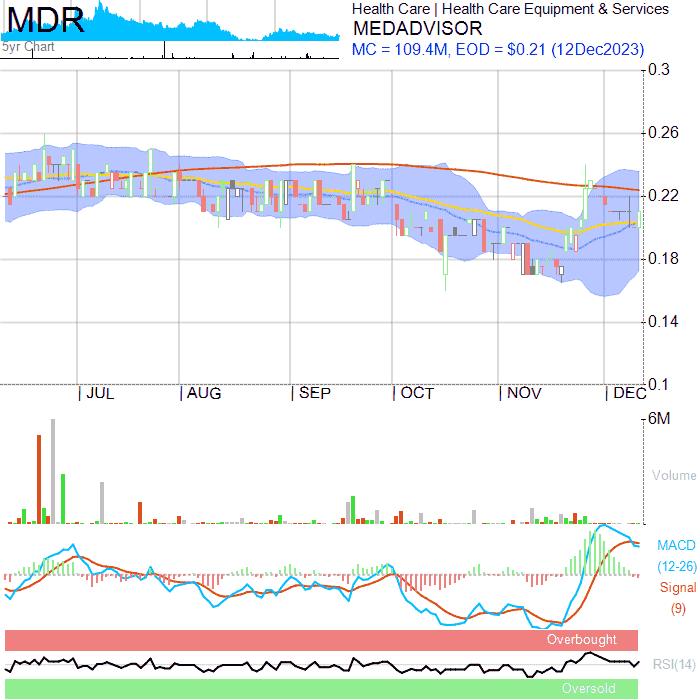 MDR
5yr Chart
Health Care | Health Care Equipment & Services
MEDADVISOR
MC = 109.4M, EOD = $0.21 (12Dec2023)
0.3
0.26
0.22
0.18
0.14
0.1
JUL
AUG
SEP
OCT
NOV
DEC
6M
Volume
MACD
(12-26)
Signal
(9)
Overbought
RSI(14)
Oversold